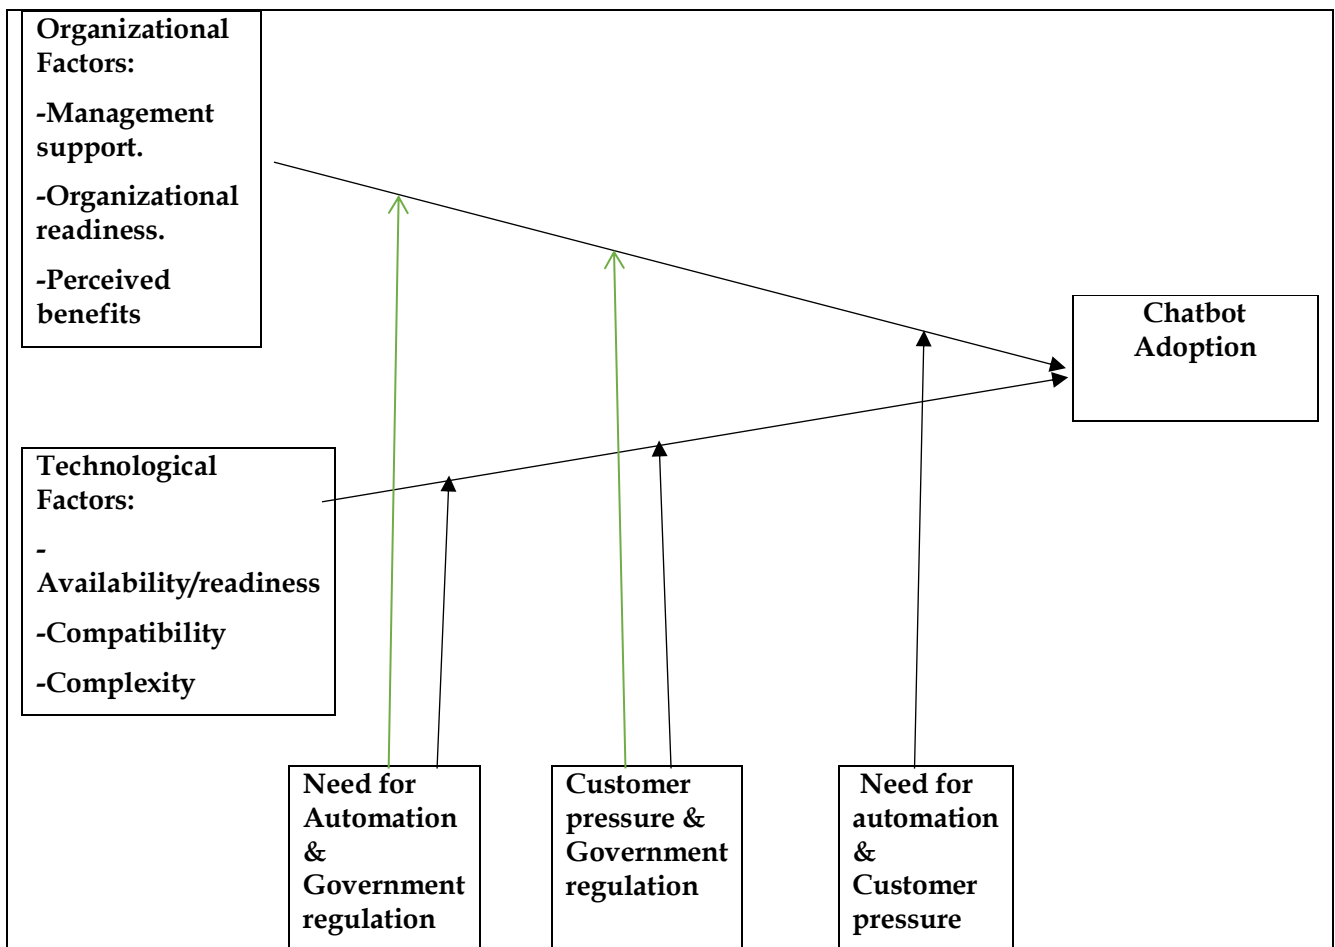 Organizational
Factors:
-Management
support.
-Organizational
readiness.
-Perceived
benefits
Chatbot
Adoption
Technological
Factors:
-
Availability/readiness
-Compatibility
-Complexity
Need for
Automation
&
Government
regulation
Customer
pressure &
Government
regulation
Need for
automation
&
Customer
pressure